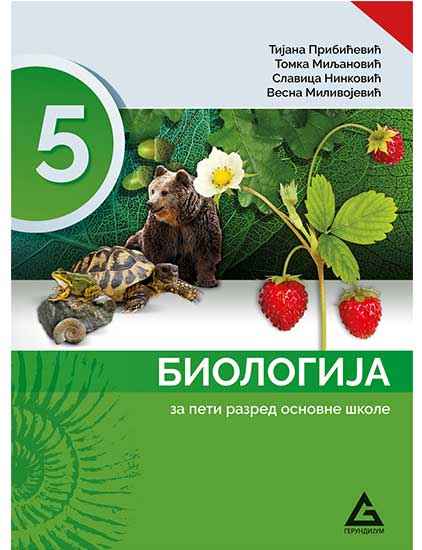 Тијана Прибићевић
Томка Миљановић
Славица Нинковић
Весна Миливојевић
5
БИОЛОГИЈА
за пети разред основне школе
ГЕРУНДИЈУМ